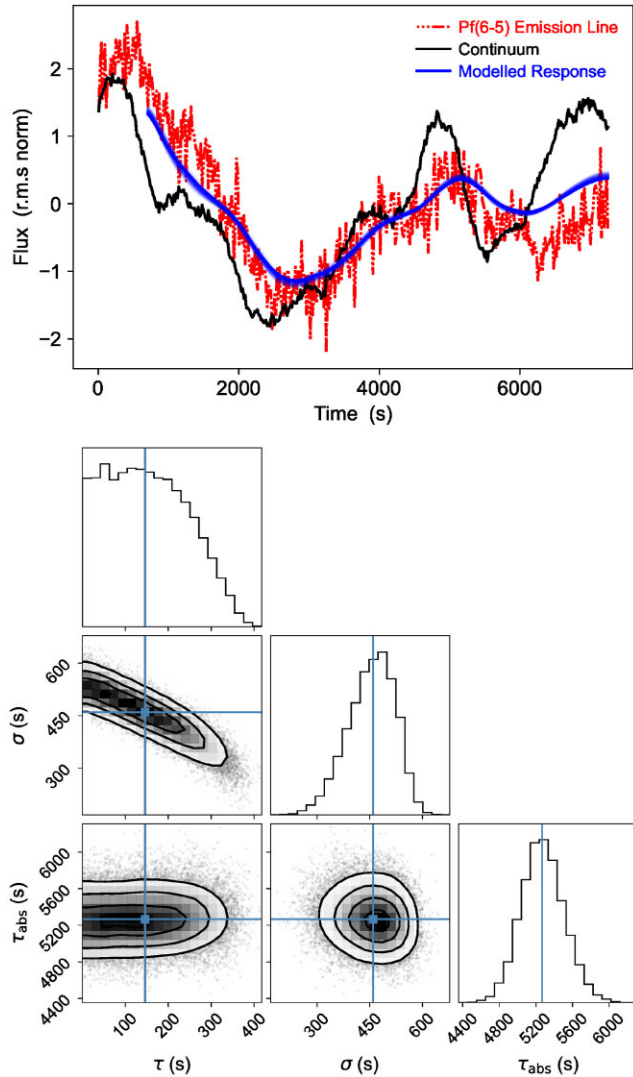 Pf(6-5) Emission Line
Continuum
Modelled Response
2
1
0
−1
−2
Flux (r.m.s norm)
0
2000
4000
6000
Time (s)
600
450
300
σ (s)
6000
5600
5200
4800
4400
τabs (s)
100
200
300
400
τ (s)
300
450
600
σ (s)
4400
4800
5200
5600
6000
τabs (s)